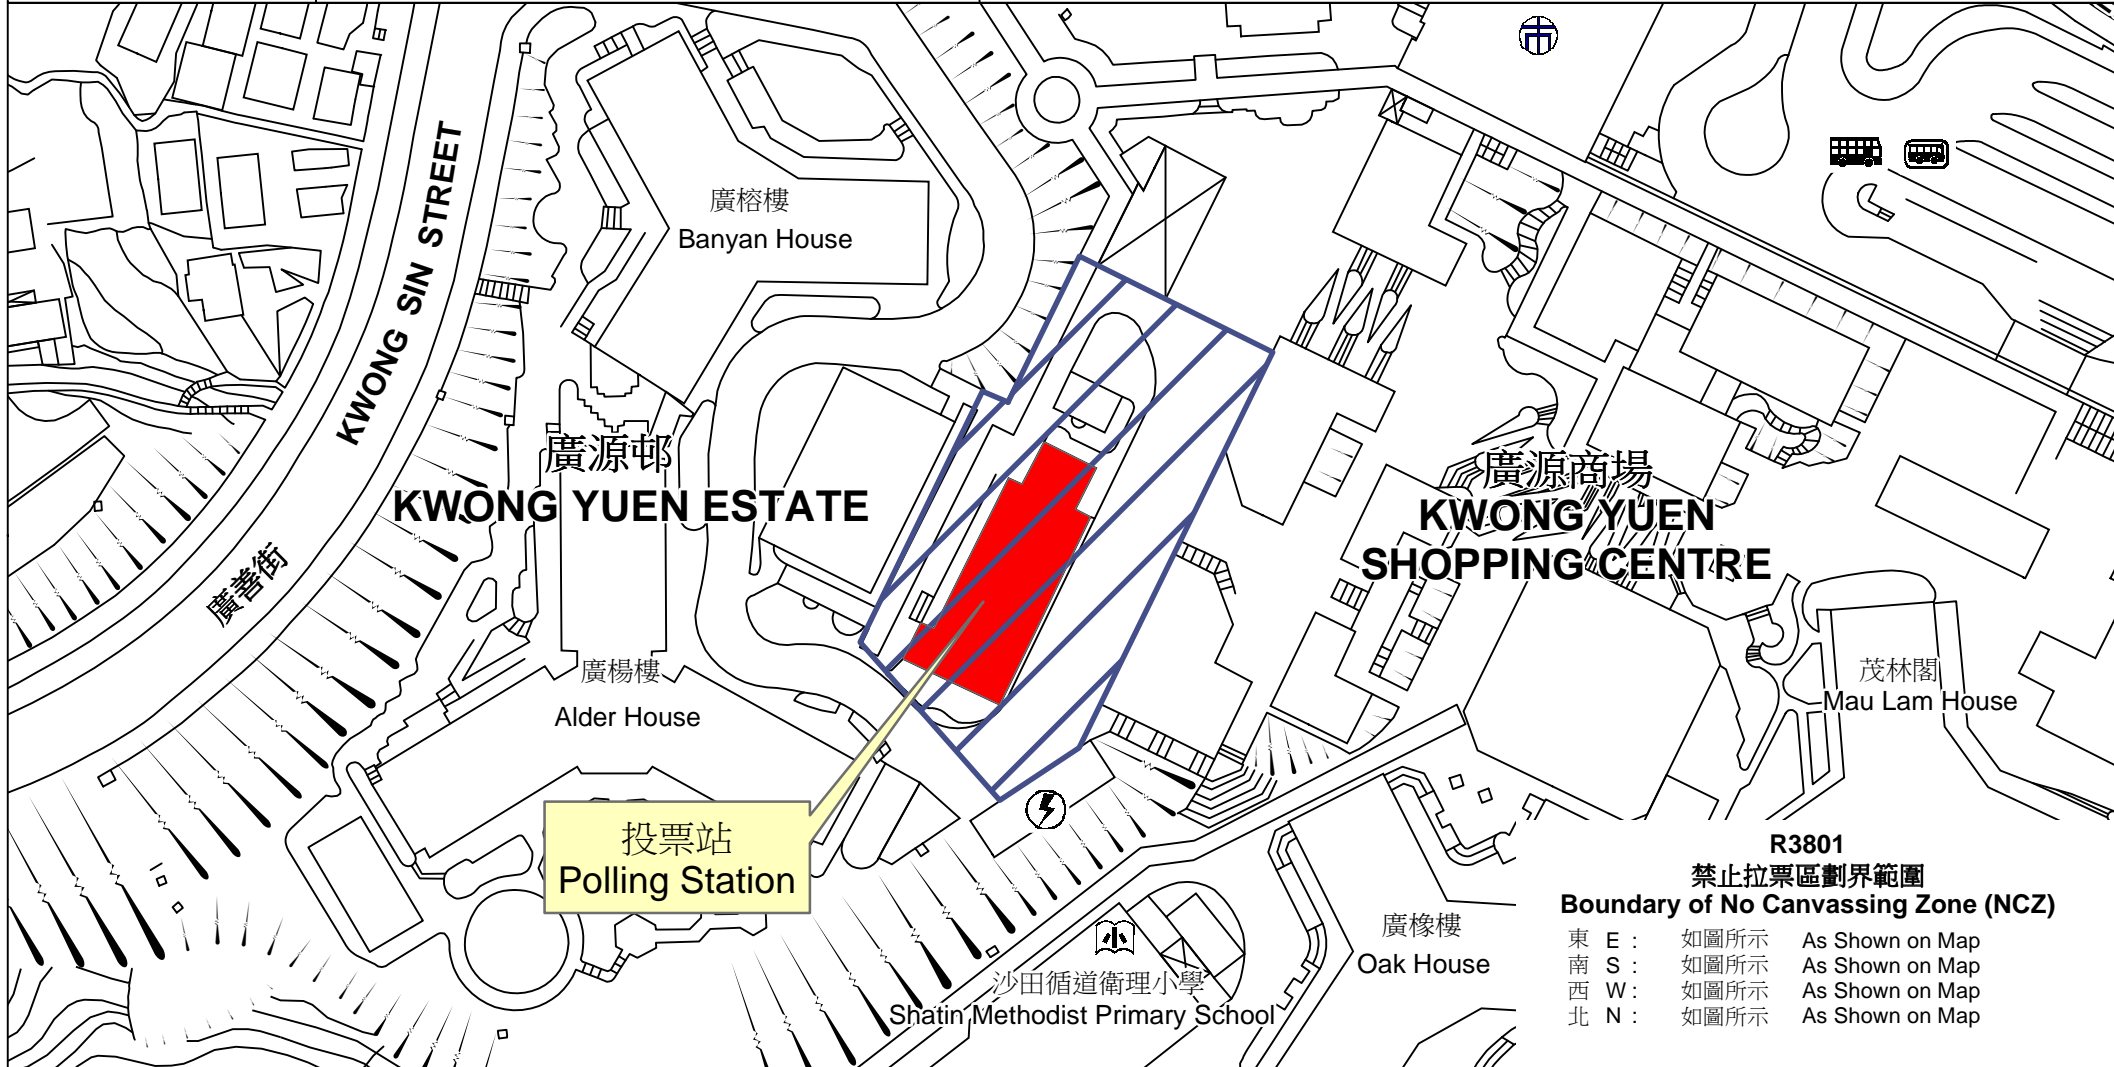 廣榕樓
Banyan House
KWONG SIN STREET
廣善街
廣源邨
KWONG YUEN ESTATE
廣源商場
KWONG YUEN
SHOPPING CENTRE
廣楊樓
Alder House
茂林閣
Mau Lam House
投票站
Polling Station
小
沙田循道衛理小學
Shatin Methodist Primary School
廣橡樓
Oak House
R3801
禁止拉票區劃界範圍
Boundary of No Canvassing Zone (NCZ)
東 E : 如圖所示 As Shown on Map
南 S : 如圖所示 As Shown on Map
西 W : 如圖所示 As Shown on Map
北 N : 如圖所示 As Shown on Map